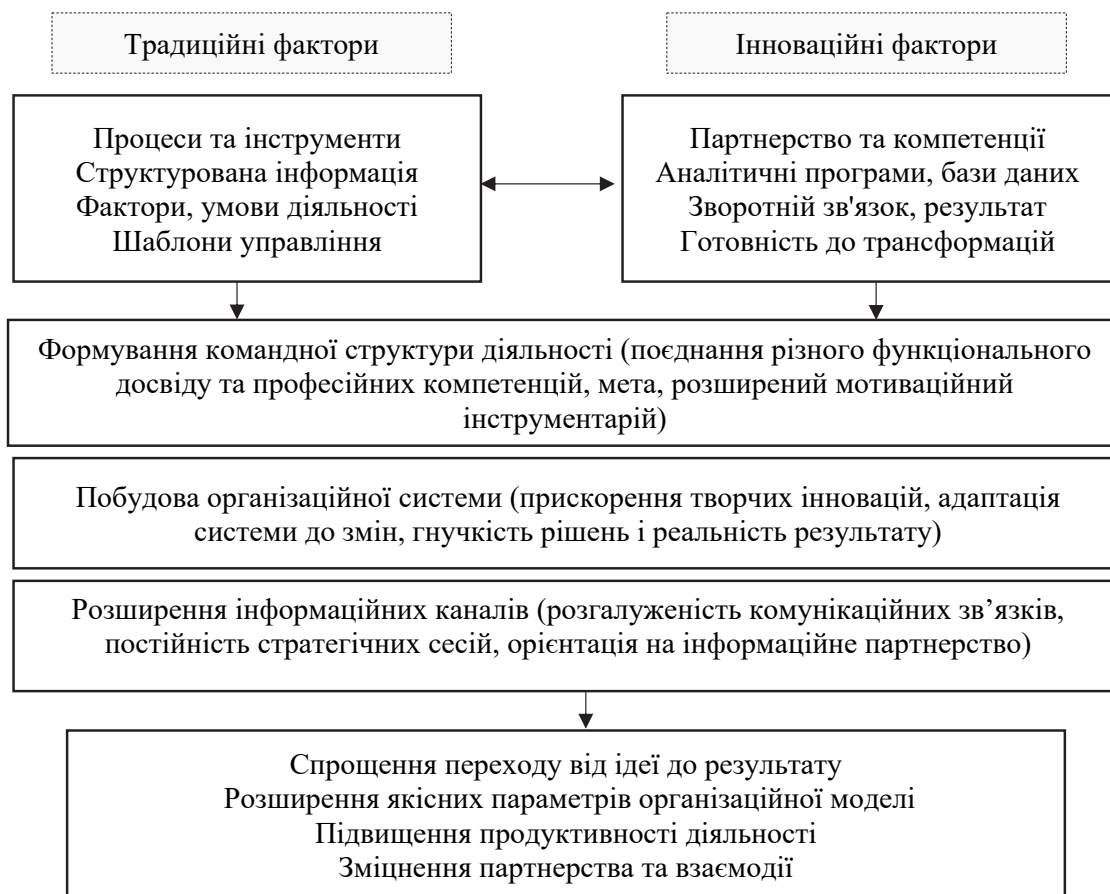 Традиційні фактори
Інноваційні фактори
Процеси та інструменти
Структурована інформація
Фактори, умови діяльності
Шаблони управління
Партнерство та компетенції
Аналітичні програми, бази даних
Зворотній зв'язок, результат
Готовність до трансформацій
Формування командної структури діяльності (поєднання різного функціонального
досвіду та професійних компетенцій, мета, розширений мотиваційний
інструментарій)
Побудова організаційної системи (прискорення творчих інновацій, адаптація
системи до змін, гнучкість рішень і реальність результату)
Розширення інформаційних каналів (розгалуженість комунікаційних зв’язків,
постійність стратегічних сесій, орієнтація на інформаційне партнерство)
Спрощення переходу від ідеї до результату
Розширення якісних параметрів організаційної моделі
Підвищення продуктивності діяльності
Зміцнення партнерства та взаємодії